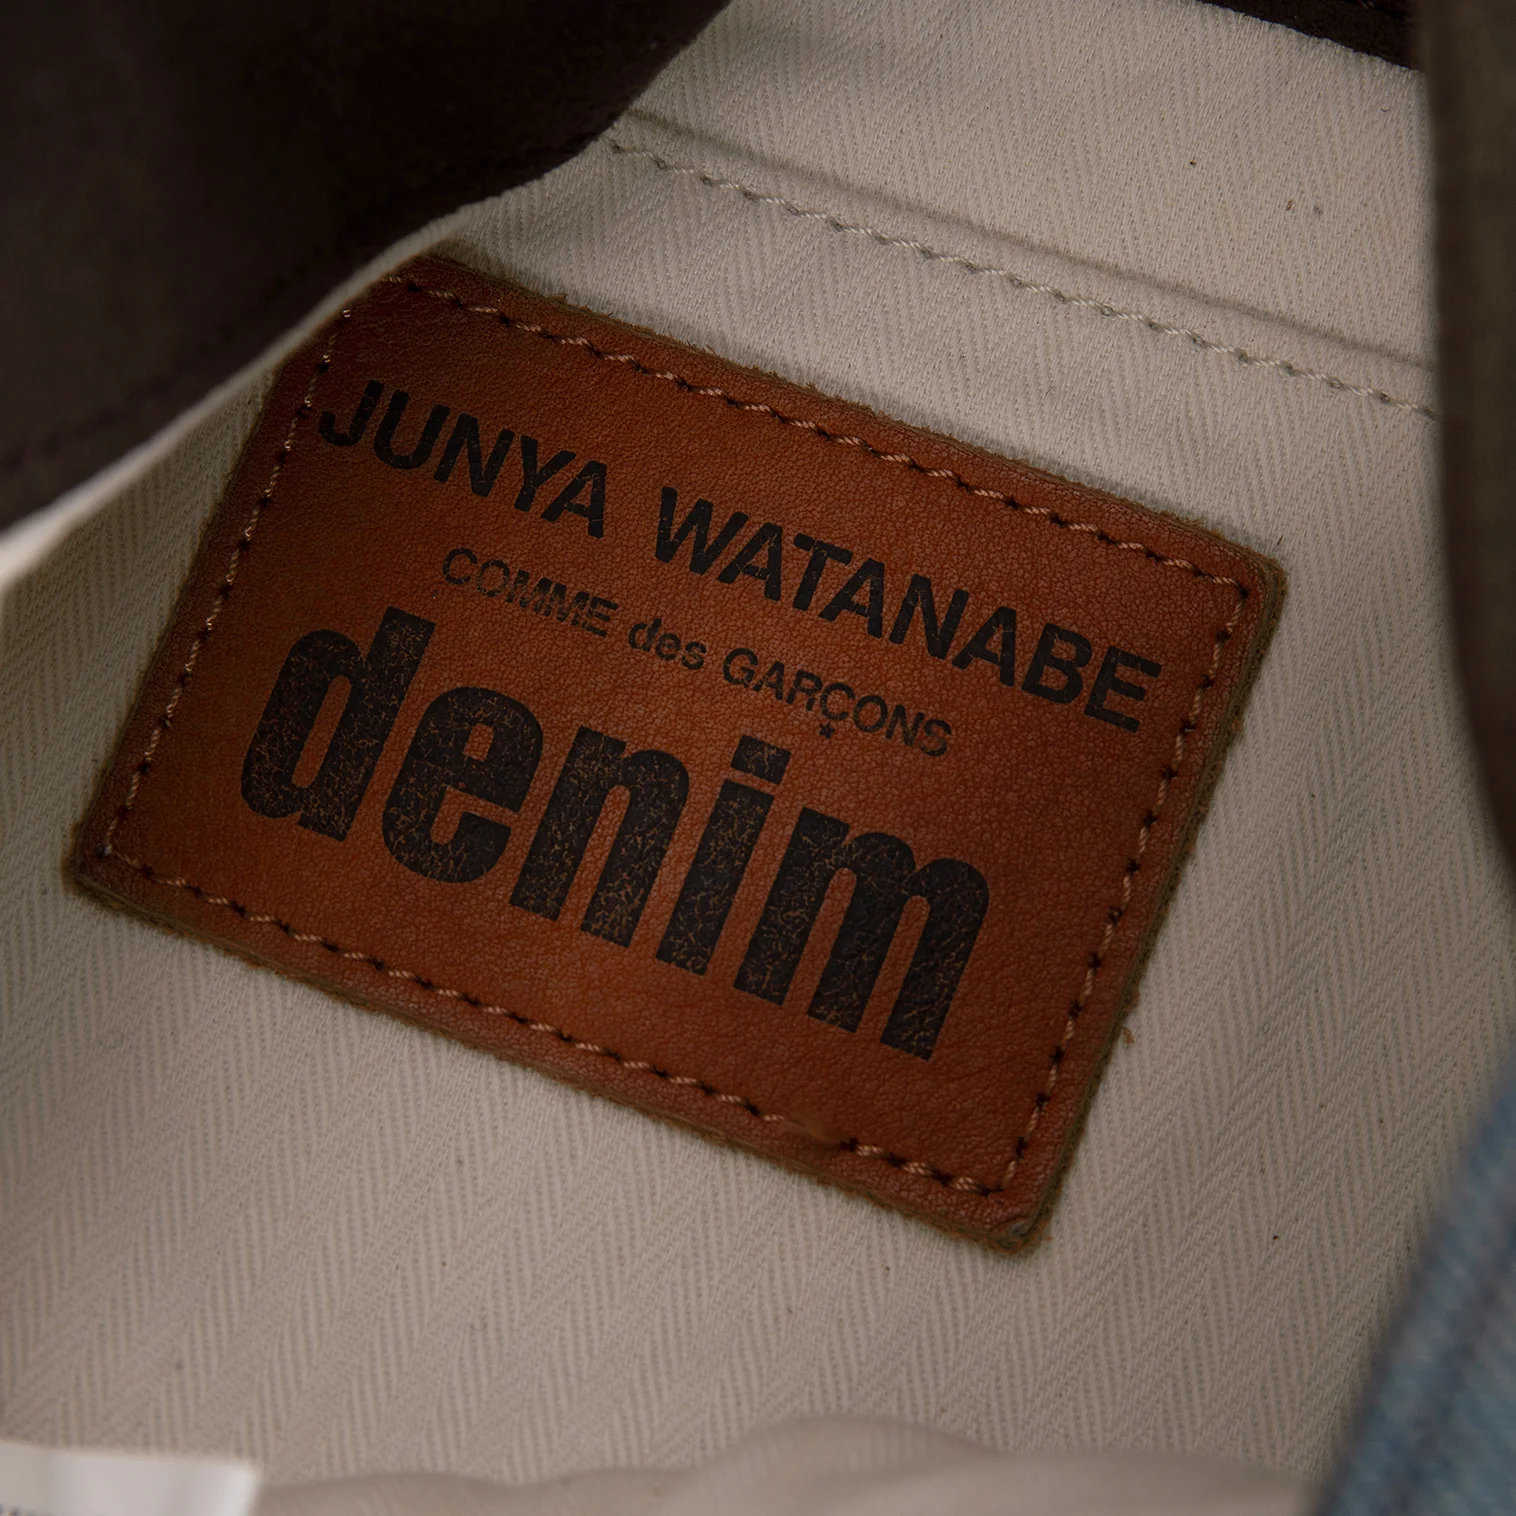 JUNYA WATANABE
COMME des GARÇONS
denim